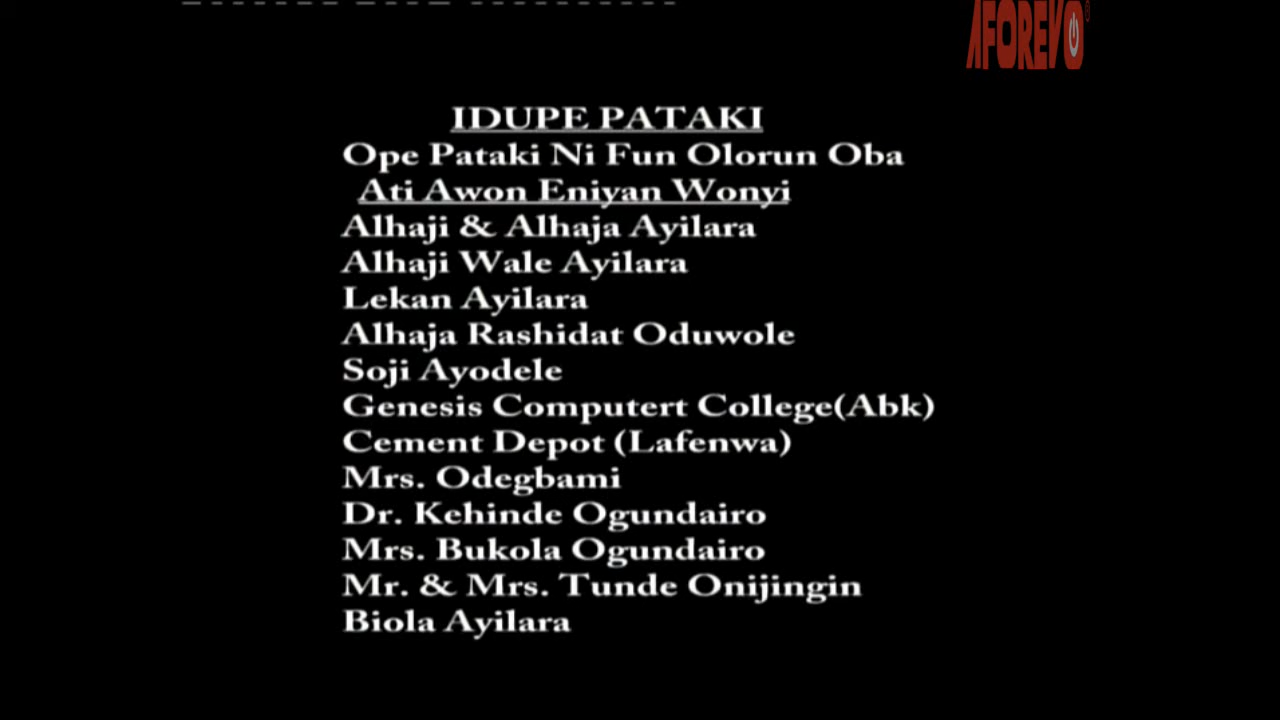 AFOREVO
IDUPE PATAKI
Ope Pataki Ni Fun Olorun Oba
Ati Awon Eniyan Wonyi
Alhaji & Alhaja Ayilara
Alhaji Wale Ayilara
Lekan Ayilara
Alhaja Rashidat Oduwole
Soji Ayodele
Genesis Computert College(Abk)
Cement Depot (Lafenwa)
Mrs. Odegbami
Dr. Kehinde Ogundairo
Mrs. Bukola Ogundairo
Mr. & Mrs. Tunde Onijingin
Biola Ayilara